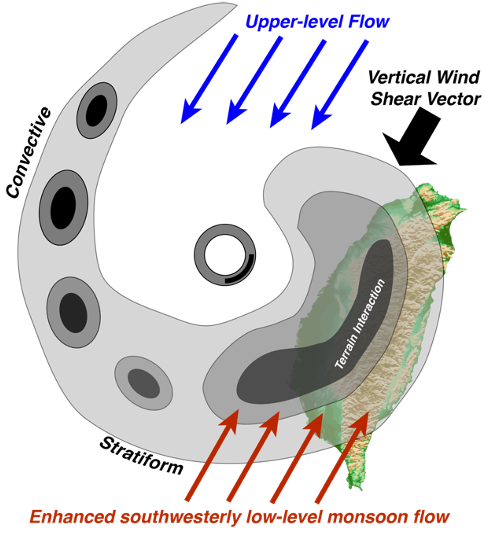 Upper-level Flow
Vertical Wind
Shear Vector
Convective
Terrain Interaction
Stratiform
Enhanced southwesterly low-level monsoon flow